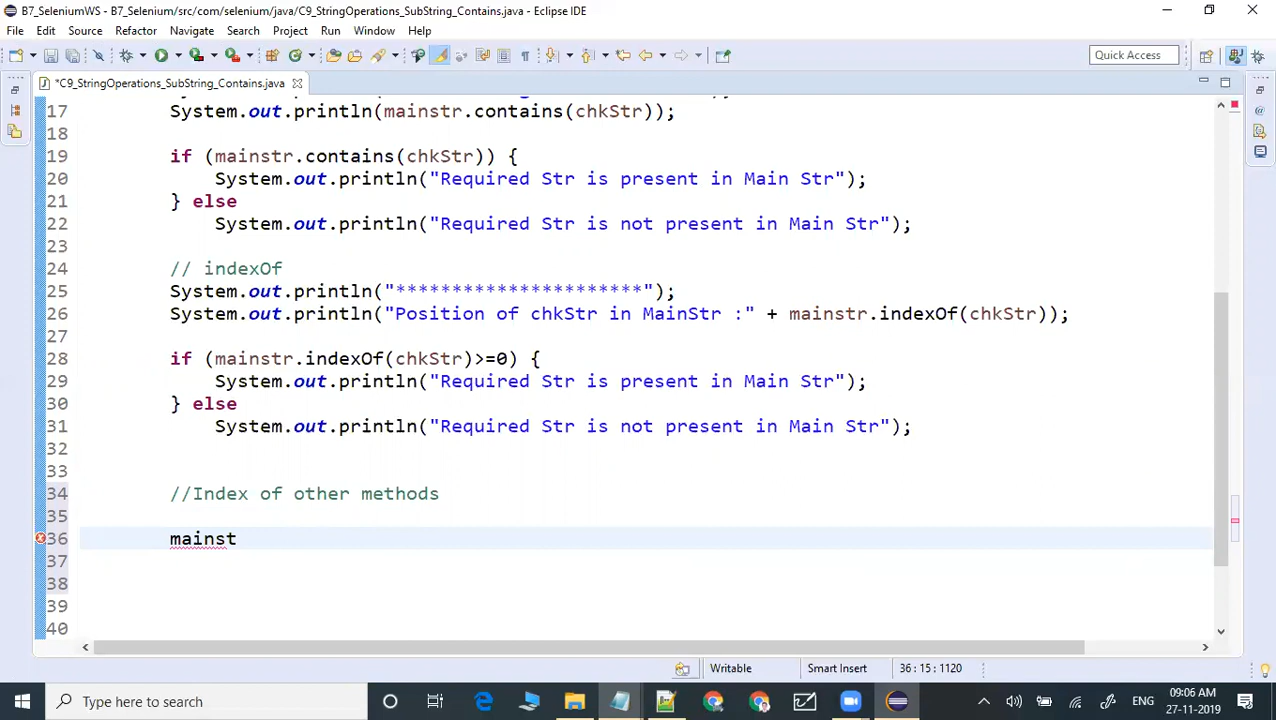 B7_SeleniumWS - B7_Selenium/src/com/selenium/java/C9_StringOperations_SubString_Contains.java - Eclipse IDE
File Edit Source Refactor Navigate Search Project Run Window Help
Quick Access
*C9_StringOperations_SubString_Contains.java
17 System.out.println(mainstr.contains(chkStr));
18
19 if (mainstr.contains(chkStr)) {
20 System.out.println("Required Str is present in Main Str");
21 } else
22 System.out.println("Required Str is not present in Main Str");
23
24 // indexOf
25 System.out.println("**********************");
26 System.out.println("Position of chkStr in MainStr :" + mainstr.indexOf(chkStr));
27
28 if (mainstr.indexOf(chkStr)>=0) {
29 System.out.println("Required Str is present in Main Str");
30 } else
31 System.out.println("Required Str is not present in Main Str");
32
33
34 //Index of other methods
35
36 mainst
37
38
39
40
Writable Smart Insert 36 : 15 : 1120
Type here to search
ENG
09:06 AM
27-11-2019